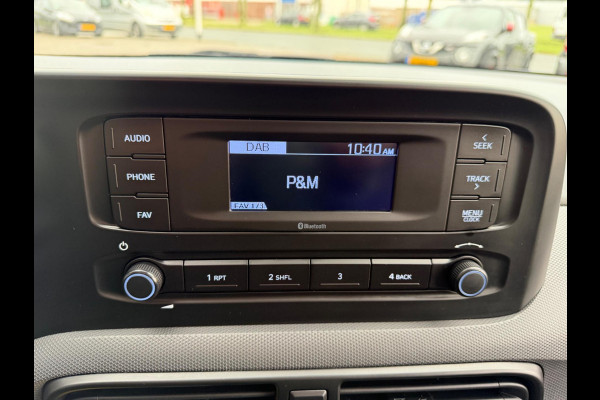 AUDIO
PHONE
FAV
DAB 10:40 AM
P&M
FAV 1/1
Bluetooth
< SEEK
TRACK >
MENU
CLOCK
1 RPT
2 SHFL
3
4 BACK